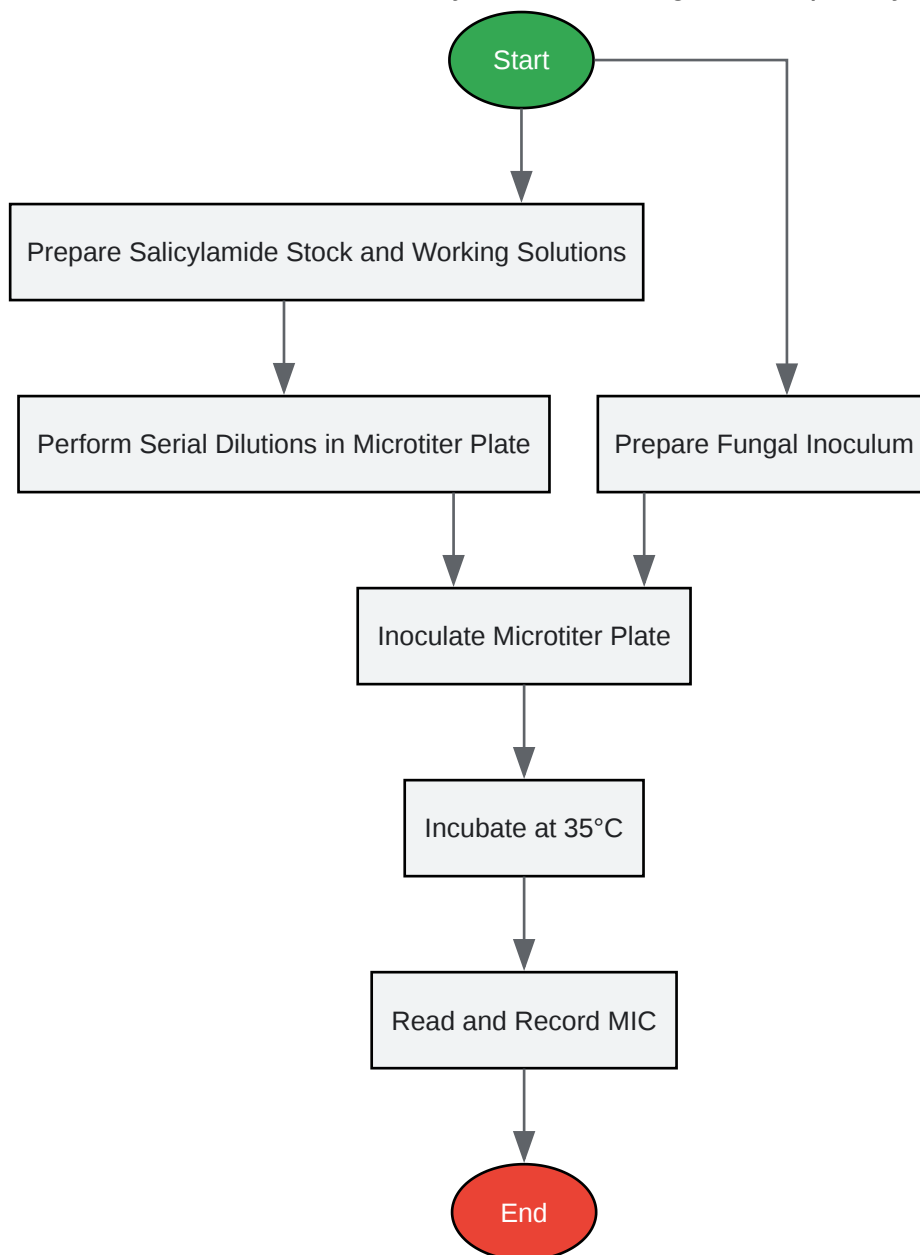 Start
Prepare Salicylamide Stock and Working Solutions
Perform Serial Dilutions in Microtiter Plate
Prepare Fungal Inoculum
Inoculate Microtiter Plate
Incubate at 35°C
Read and Record MIC
End